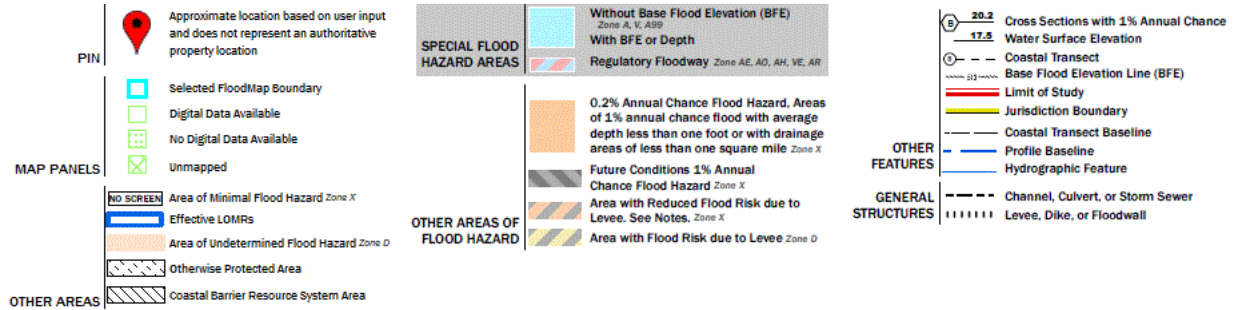 PIN
Approximate location based on user input
and does not represent an authoritative
property location
MAP PANELS
Selected FloodMap Boundary
Digital Data Available
No Digital Data Available
Unmapped
OTHER AREAS
NO SCREEN Area of Minimal Flood Hazard Zone X
Effective LOMRs
Area of Undetermined Flood Hazard Zone D
Otherwise Protected Area
Coastal Barrier Resource System Area
SPECIAL FLOOD
HAZARD AREAS
Without Base Flood Elevation (BFE)
Zone A, V, A99
With BFE or Depth
Regulatory Floodway Zone AE, AO, AH, VE, AR
OTHER AREAS OF
FLOOD HAZARD
0.2% Annual Chance Flood Hazard, Areas
of 1% annual chance flood with average
depth less than one foot or with drainage
areas of less than one square mile Zone X
Future Conditions 1% Annual
Chance Flood Hazard Zone X
Area with Reduced Flood Risk due to
Levee. See Notes. Zone X
Area with Flood Risk due to Levee Zone D
OTHER
FEATURES
B 20.2 Cross Sections with 1% Annual Chance
17.5 Water Surface Elevation
8 Coastal Transect
513 Base Flood Elevation Line (BFE)
Limit of Study
Jurisdiction Boundary
Coastal Transect Baseline
Profile Baseline
Hydrographic Feature
GENERAL
STRUCTURES
Channel, Culvert, or Storm Sewer
Levee, Dike, or Floodwall